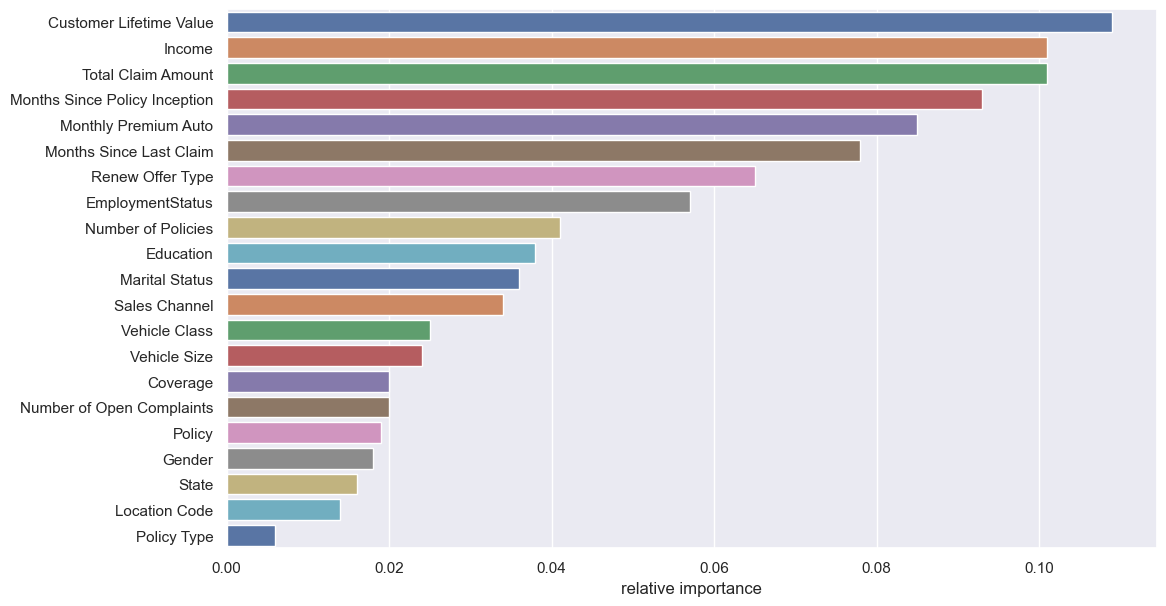 Customer Lifetime Value
Income
Total Claim Amount
Months Since Policy Inception
Monthly Premium Auto
Months Since Last Claim
Renew Offer Type
EmploymentStatus
Number of Policies
Education
Marital Status
Sales Channel
Vehicle Class
Vehicle Size
Coverage
Number of Open Complaints
Policy
Gender
State
Location Code
Policy Type
0.00 0.02 0.04 0.06 0.08 0.10
relative importance